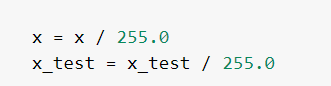 x = x / 255.0
x_test = x_test / 255.0